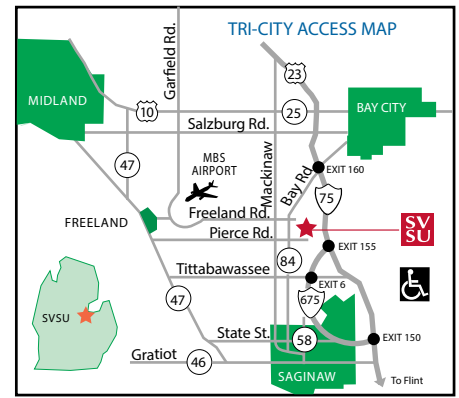 TRI-CITY ACCESS MAP
Garfield Rd.
23
MIDLAND
10
25
BAY CITY
Salzburg Rd.
47
MBS
AIRPORT
Mackinaw
Bay Rd
EXIT 160
75
FREELAND
Freeland Rd.
SV
SU
Pierce Rd.
EXIT 155
84
Tittabawassee
EXIT 6
47
675
SVSU
State St.
58
EXIT 150
Gratiot
46
SAGINAW
To Flint